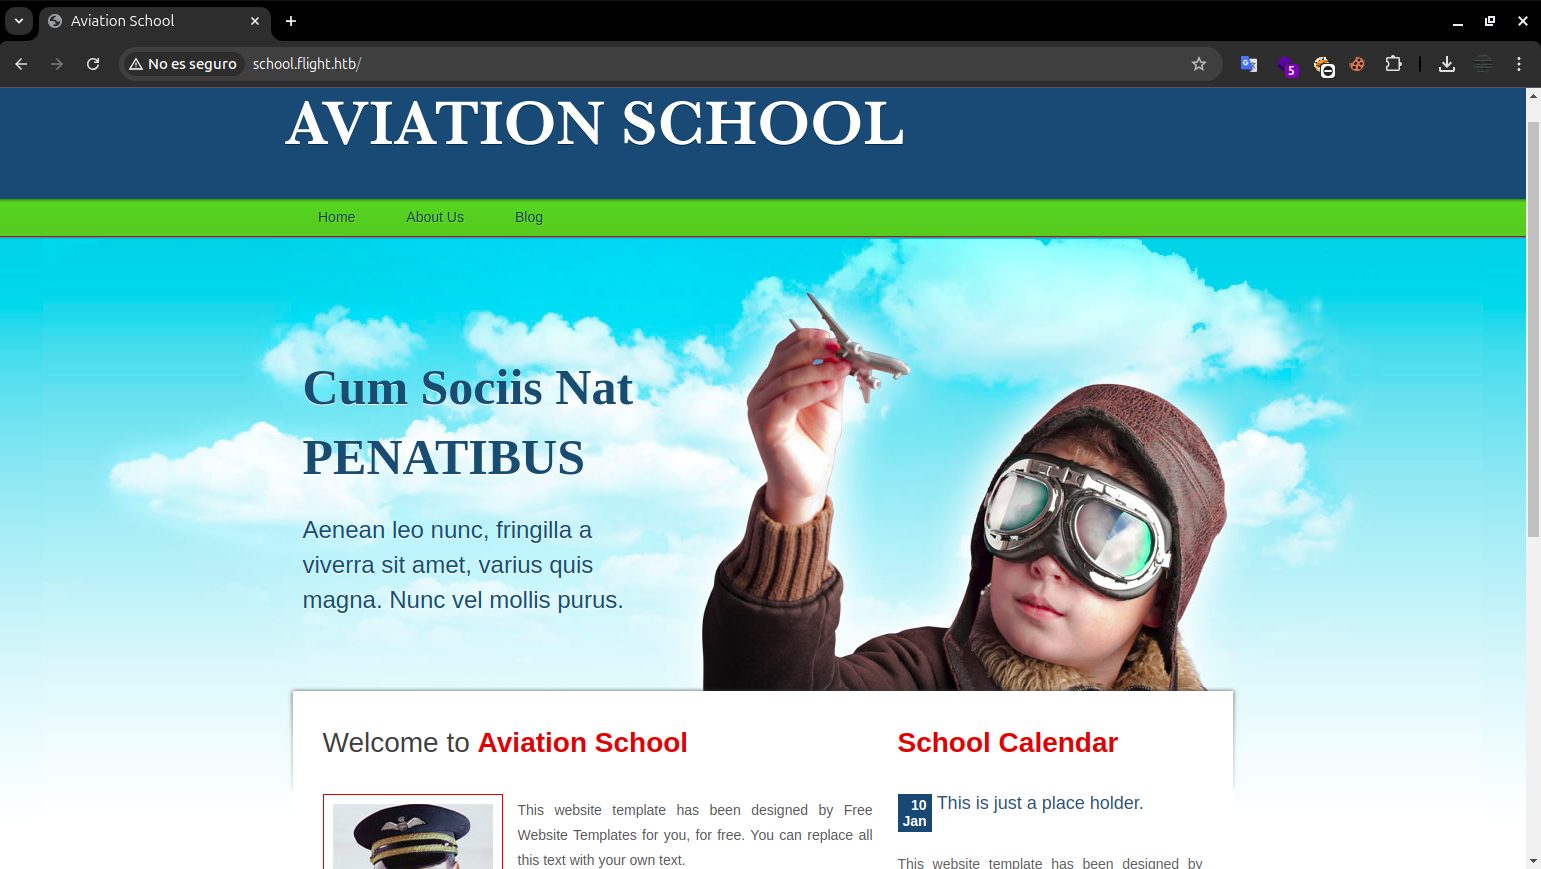 Aviation School
No es seguro school.flight.htb/
5
AVIATION SCHOOL
Home About Us Blog
Cum Sociis Nat
PENATIBUS
Aenean leo nunc, fringilla a
viverra sit amet, varius quis
magna. Nunc vel mollis purus.
Welcome to Aviation School
This website template has been designed by Free
Website Templates for you, for free. You can replace all
this text with your own text.
School Calendar
10
Jan
This is just a place holder.
This website template has been designed by